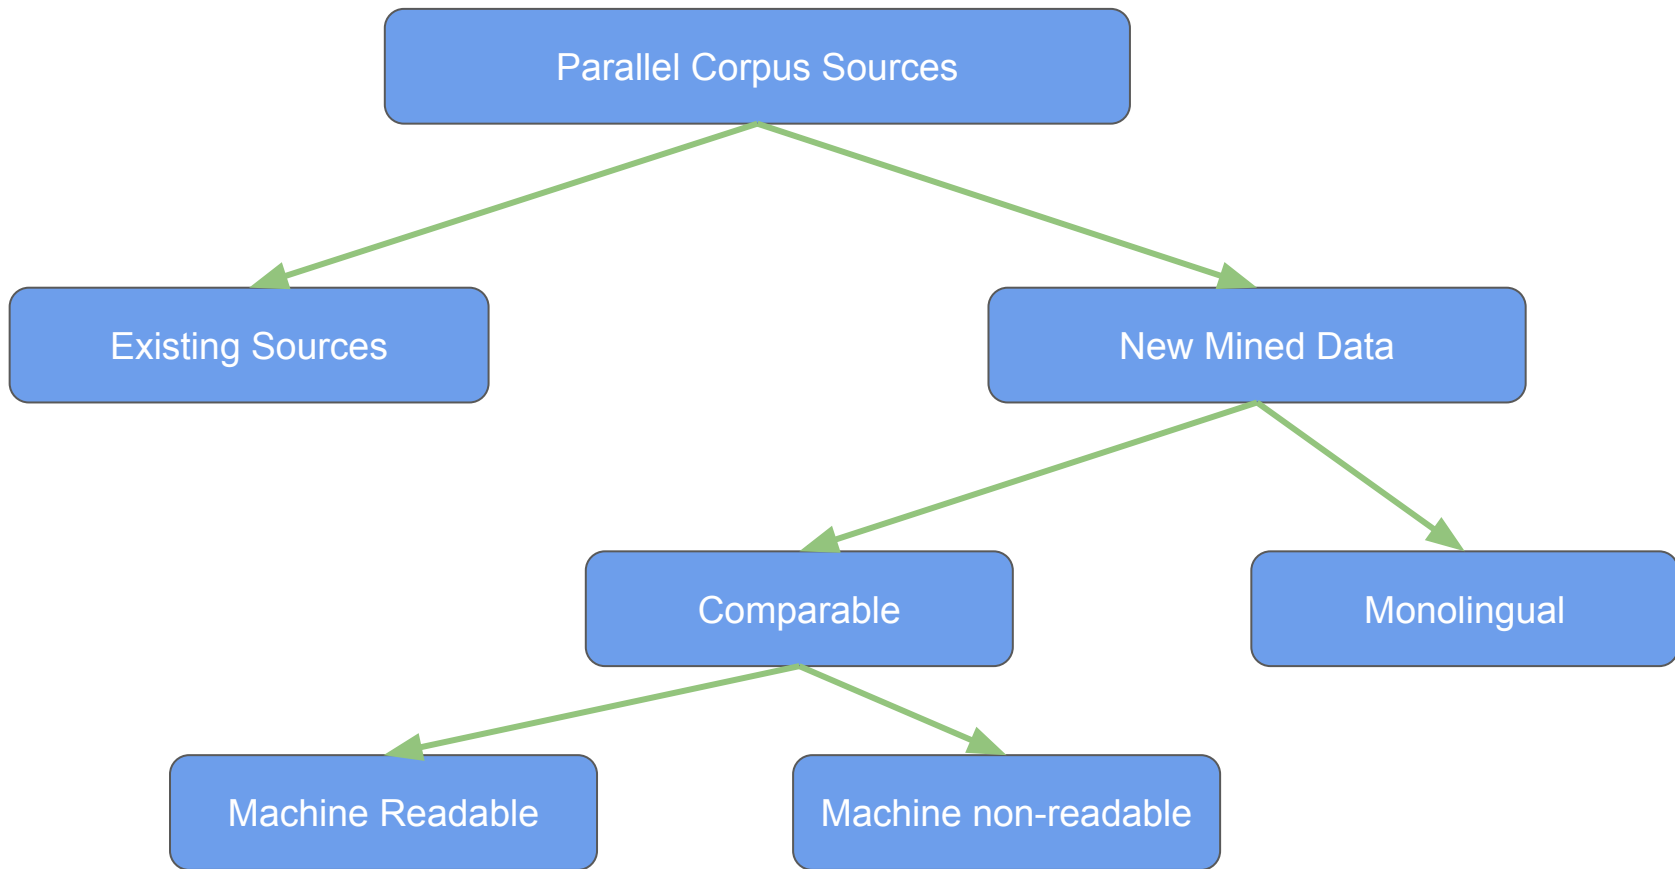 Parallel Corpus Sources
Existing Sources
New Mined Data
Comparable
Monolingual
Machine Readable
Machine non-readable